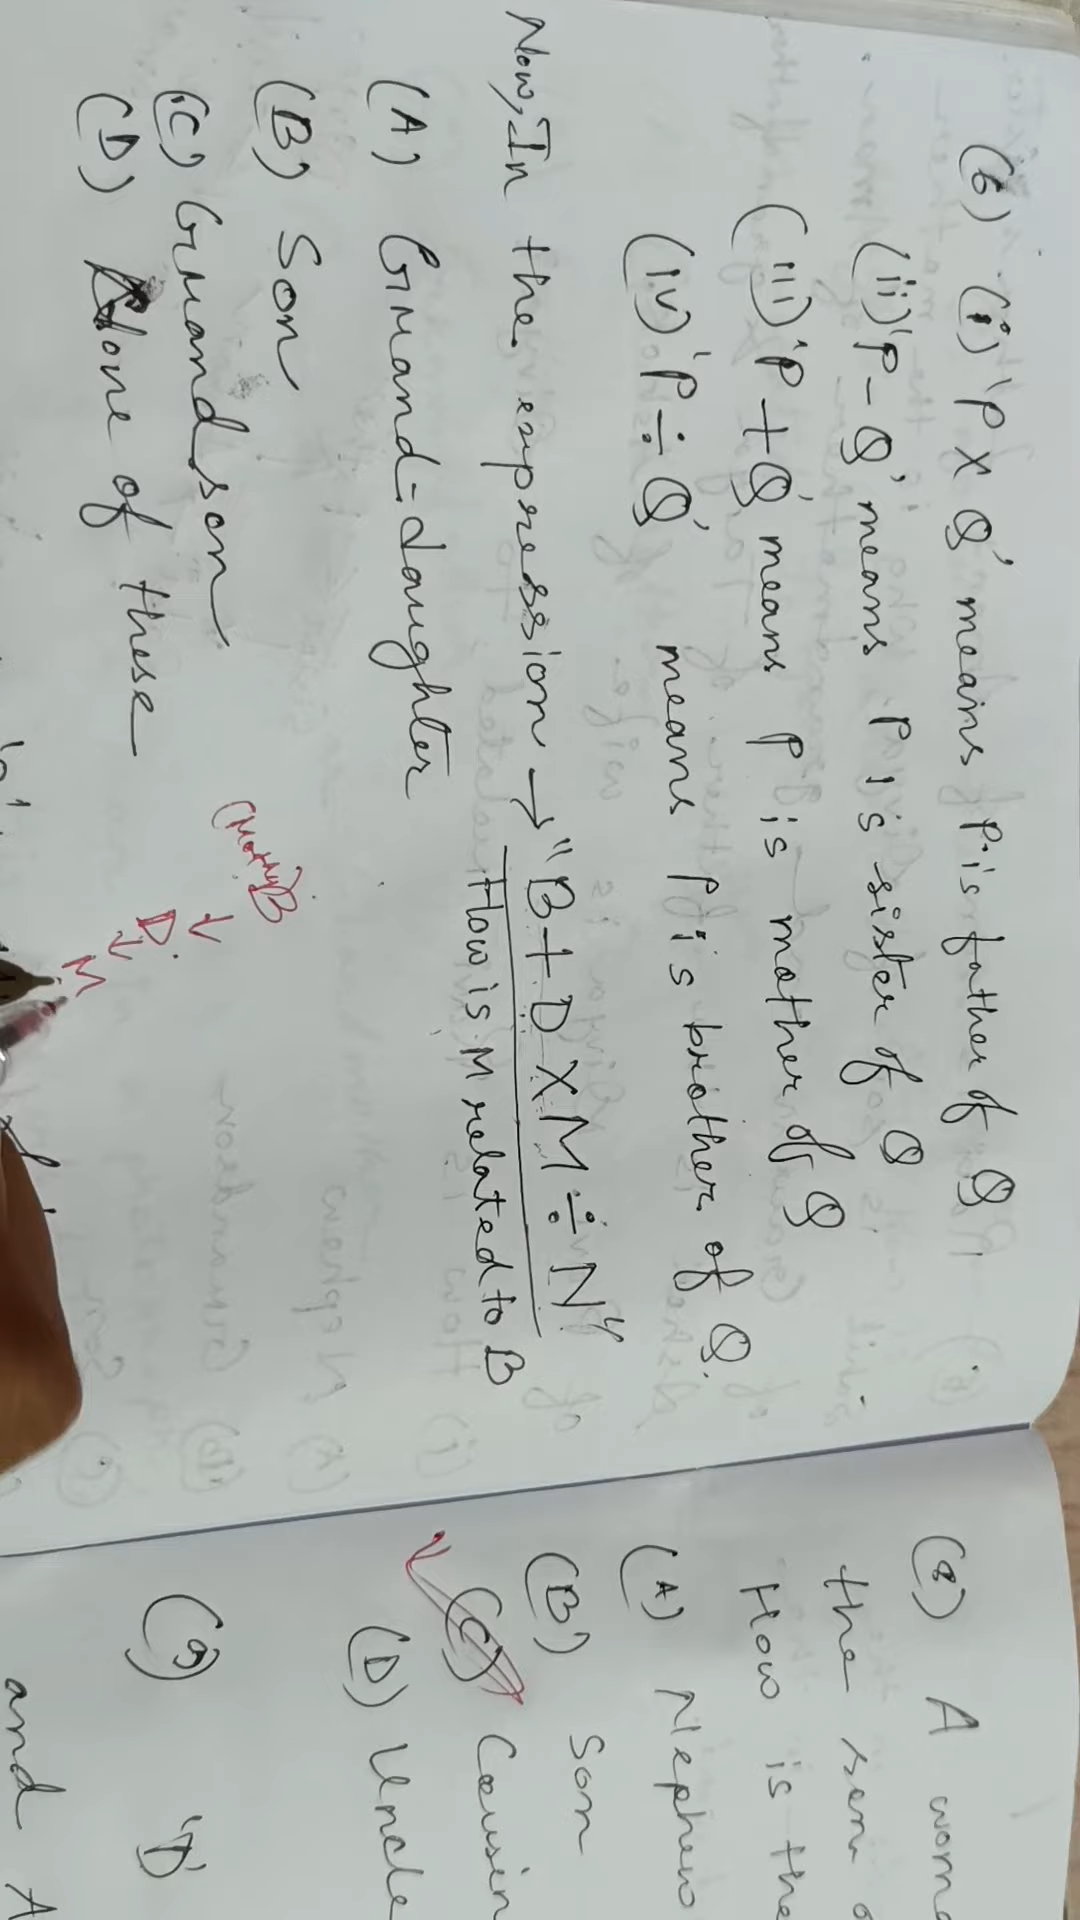 (6) (i) 'P X Q' means P is father of Q
(ii) 'P - Q' means P is sister of Q
(iii) 'P + Q' means P is mother of Q
(iv) 'P ÷ Q' means P is brother of Q.
Now, In the expression → "B + D X M ÷ N"
How is M related to B
(A) Grand-daughter
(B) Son
(C) Grandson
(D) None of these
B
D
M
(8) A
the son
How is the
(A) Nephew
(B) Son
(C) Cousin
(D) Uncle
(9) 'D'
and A